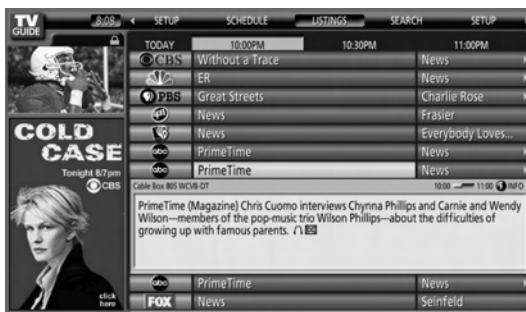 TV
GUIDE
8:08
SETUP SCHEDULE LISTINGS SEARCH SETUP
TODAY 10:00PM 10:30PM 11:00PM
CBS Without a Trace News
ER News
PBS Great Streets Charlie Rose
News Frasier
News Everybody Loves...
abc PrimeTime News
abc PrimeTime News
Cable Box 805 WCVB-DT 10:00 11:00 INFO
PrimeTime (Magazine) Chris Cuomo interviews Chynna Phillips and Carnie and Wendy
Wilson—members of the pop-music trio Wilson Phillips—about the difficulties of
growing up with famous parents.
abc PrimeTime News
FOX News Seinfeld
COLD
CASE
Tonight 8/7pm
CBS
click
here